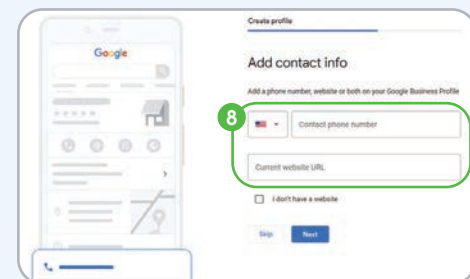 Google
Create profile
Add contact info
Add a phone number, website or both on your Google Business Profile
8
Contact phone number
Current website URL
I don't have a website
Skip
Next